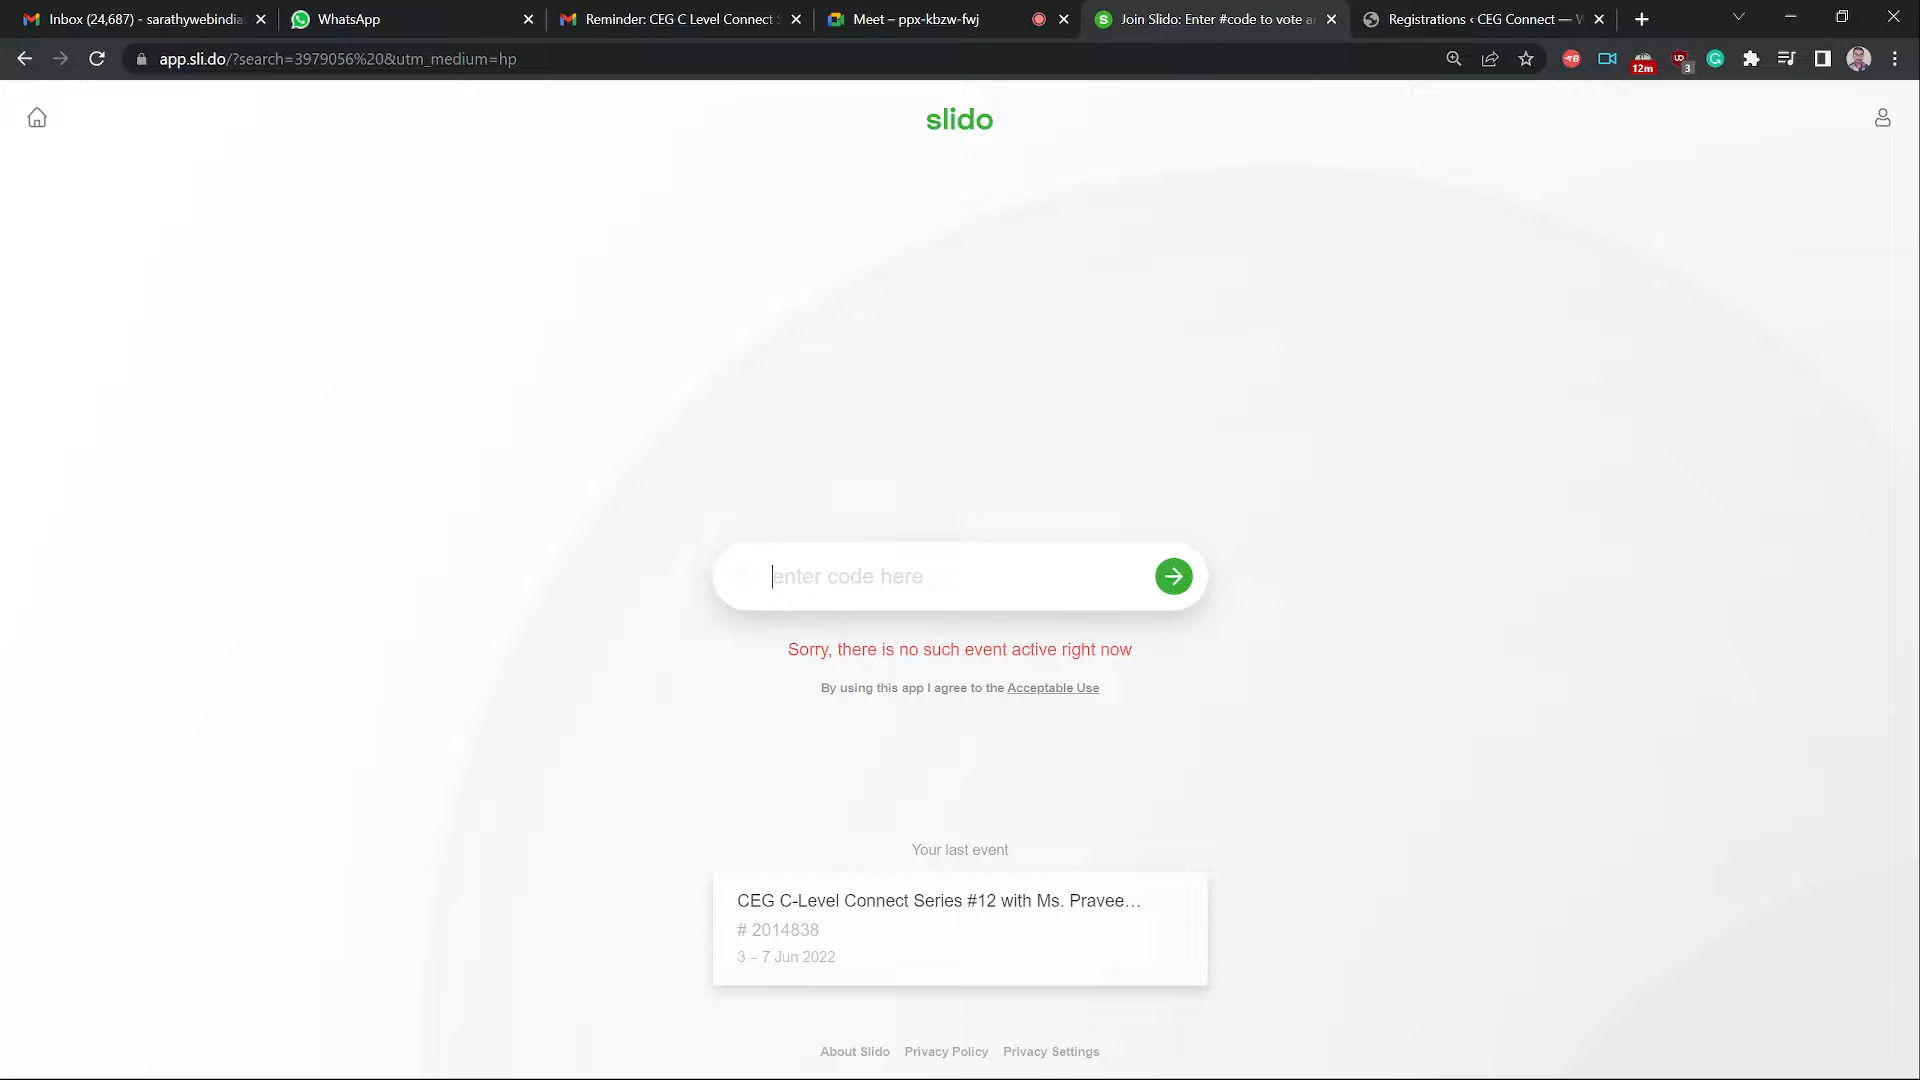 Inbox (24,687) - sarathywebindia
WhatsApp
Reminder: CEG C Level Connect S
Meet – ppx-kbzw-fwj
Join Slido: Enter #code to vote a
Registrations ‹ CEG Connect — W
app.sli.do/?search=3979056%20&utm_medium=hp
12m
3
slido
enter code here
Sorry, there is no such event active right now
By using this app I agree to the Acceptable Use
Your last event
CEG C-Level Connect Series #12 with Ms. Pravee…
# 2014838
3 – 7 Jun 2022
About Slido Privacy Policy Privacy Settings